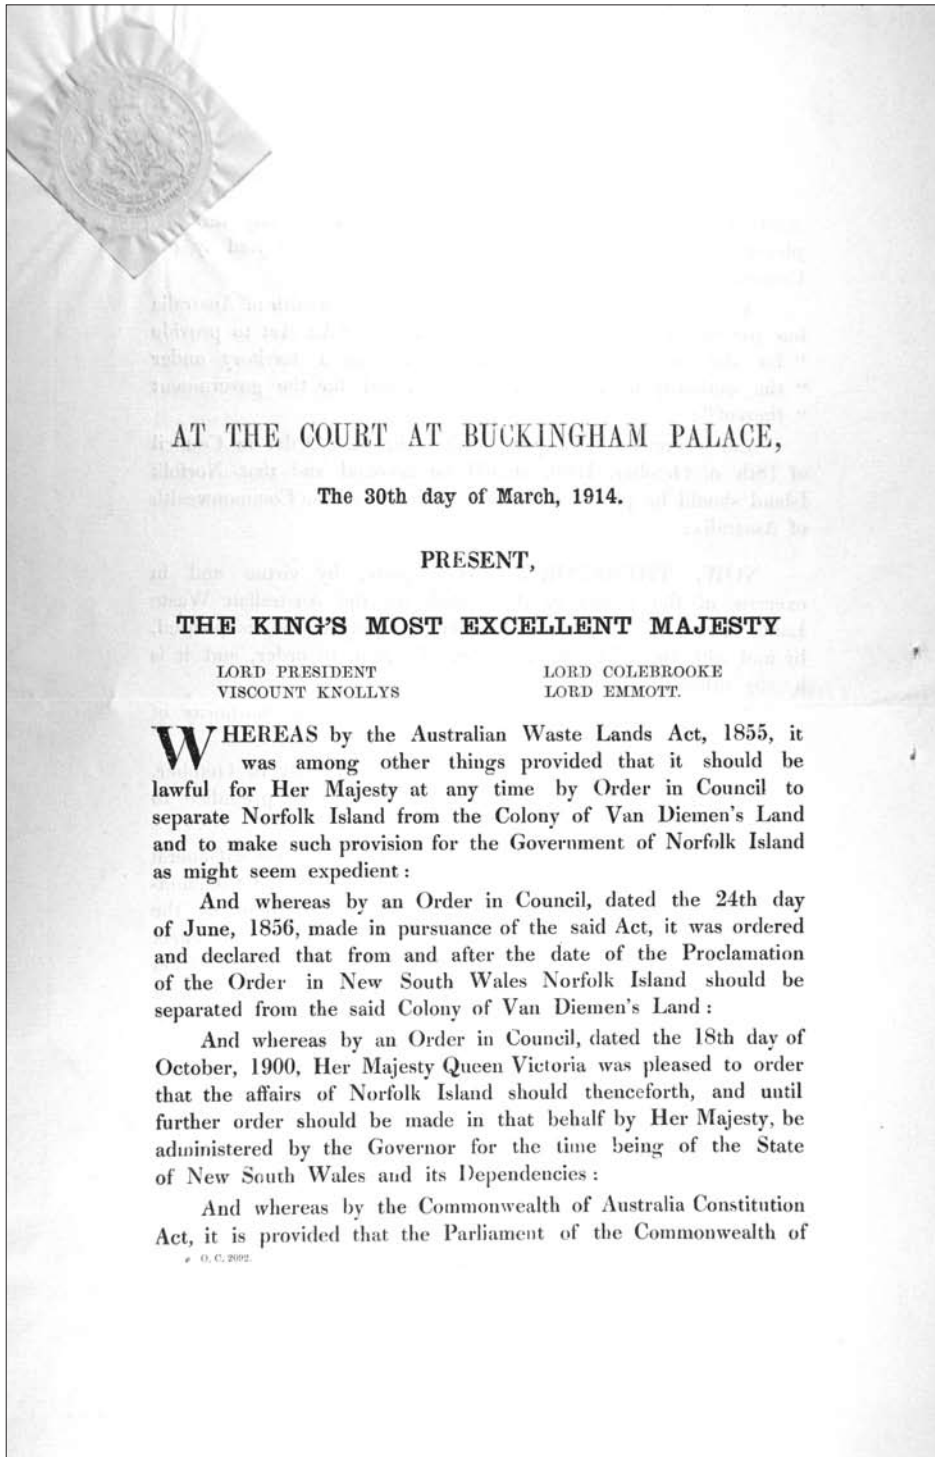 AT THE COURT AT BUCKINGHAM PALACE,
The 30th day of March, 1914.
PRESENT,
THE KING'S MOST EXCELLENT MAJESTY
LORD PRESIDENT
VISCOUNT KNOLLYS
LORD COLEBROOKE
LORD EMMOTT.
WHEREAS by the Australian Waste Lands Act, 1855, it
was among other things provided that it should be
lawful for Her Majesty at any time by Order in Council to
separate Norfolk Island from the Colony of Van Diemen's Land
and to make such provision for the Government of Norfolk Island
as might seem expedient :
And whereas by an Order in Council, dated the 24th day
of June, 1856, made in pursuance of the said Act, it was ordered
and declared that from and after the date of the Proclamation
of the Order in New South Wales Norfolk Island should be
separated from the said Colony of Van Diemen's Land :
And whereas by an Order in Council, dated the 18th day of
October, 1900, Her Majesty Queen Victoria was pleased to order
that the affairs of Norfolk Island should thenceforth, and until
further order should be made in that behalf by Her Majesty, be
administered by the Governor for the time being of the State
of New South Wales and its Dependencies :
And whereas by the Commonwealth of Australia Constitution
Act, it is provided that the Parliament of the Commonwealth of
O. C. 2092.